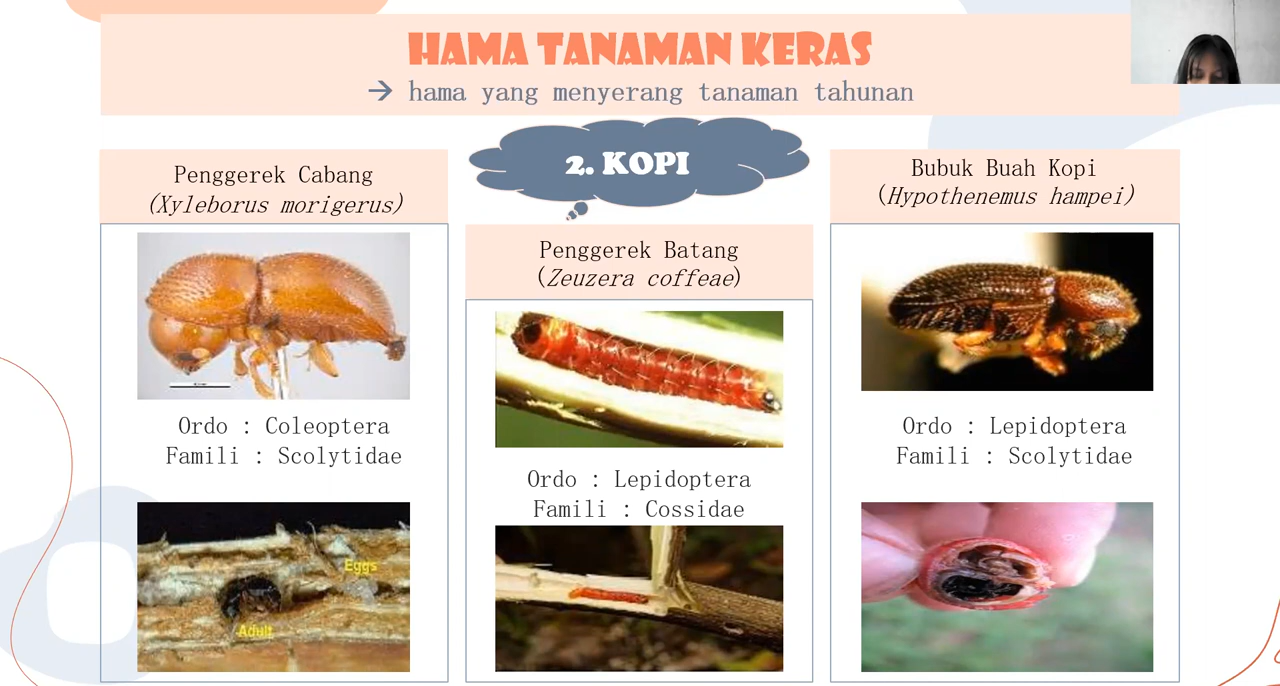 HAMA TANAMAN KERAS
→ hama yang menyerang tanaman tahunan
2. KOPI
Penggerek Cabang
(Xyleborus morigerus)
Ordo : Coleoptera
Famili : Scolytidae
Eggs
Adult
Penggerek Batang
(Zeuzera coffeae)
Ordo : Lepidoptera
Famili : Cossidae
Bubuk Buah Kopi
(Hypothenemus hampei)
Ordo : Lepidoptera
Famili : Scolytidae